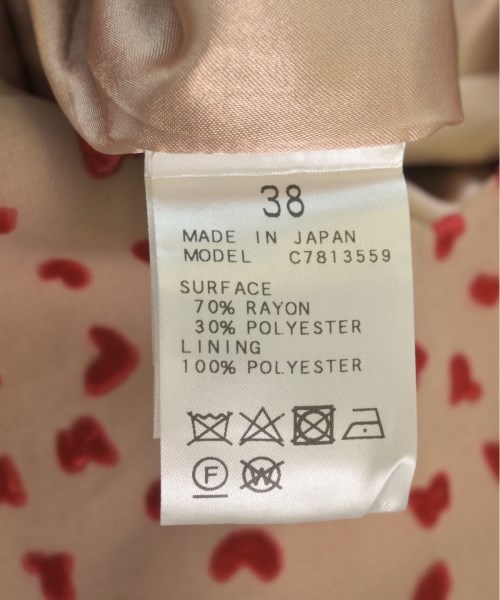 38
MADE IN JAPAN
MODEL C7813559
SURFACE
70% RAYON
30% POLYESTER
LINING
100% POLYESTER
F
W